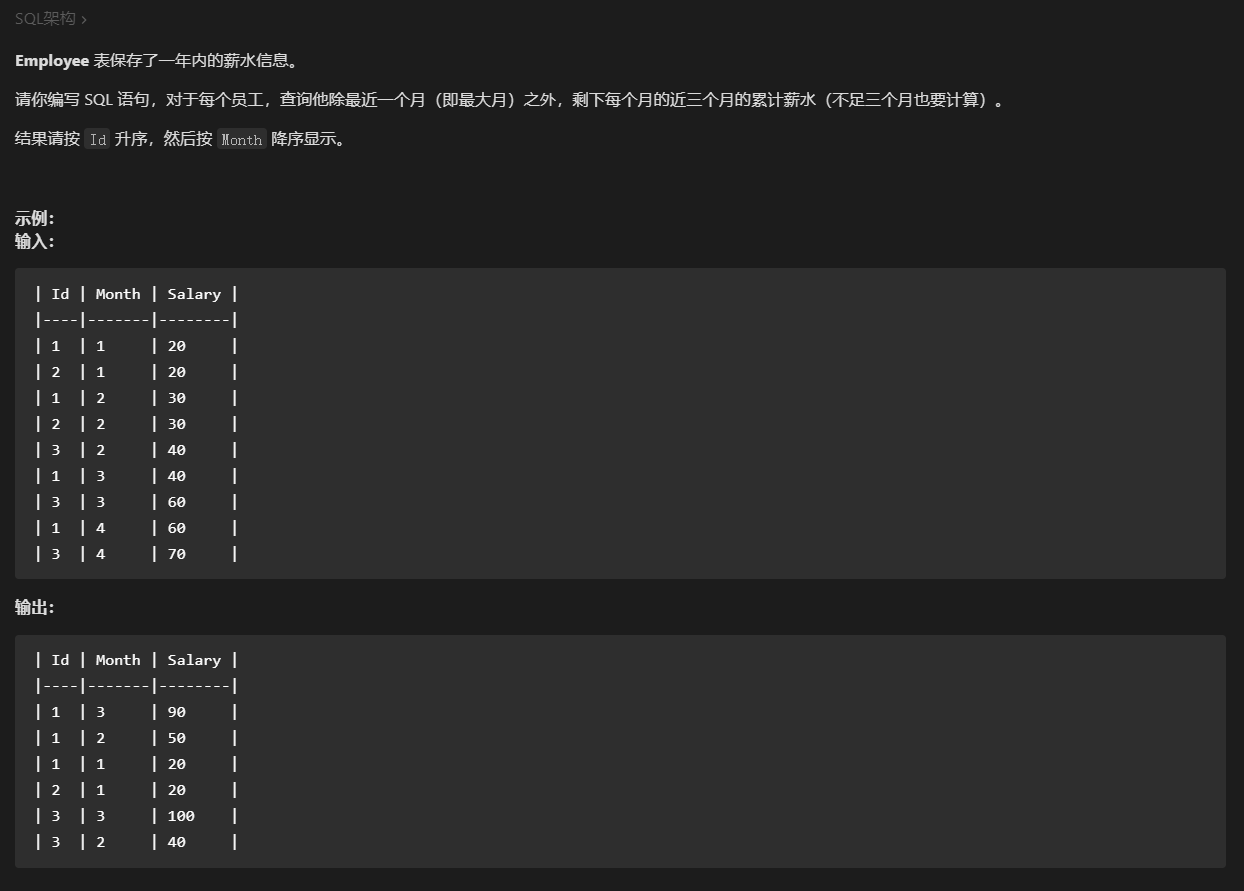 SQL架构 ›
Employee 表保存了一年内的薪水信息。
请你编写 SQL 语句，对于每个员工，查询他除最近一个月（即最大月）之外，剩下每个月的近三个月的累计薪水（不足三个月也要计算）。
结果请按 Id 升序，然后按 Month 降序显示。
示例：
输入：
| Id | Month | Salary |
|----|-------|--------|
| 1  | 1     | 20     |
| 2  | 1     | 20     |
| 1  | 2     | 30     |
| 2  | 2     | 30     |
| 3  | 2     | 40     |
| 1  | 3     | 40     |
| 3  | 3     | 60     |
| 1  | 4     | 60     |
| 3  | 4     | 70     |
输出：
| Id | Month | Salary |
|----|-------|--------|
| 1  | 3     | 90     |
| 1  | 2     | 50     |
| 1  | 1     | 20     |
| 2  | 1     | 20     |
| 3  | 3     | 100    |
| 3  | 2     | 40     |